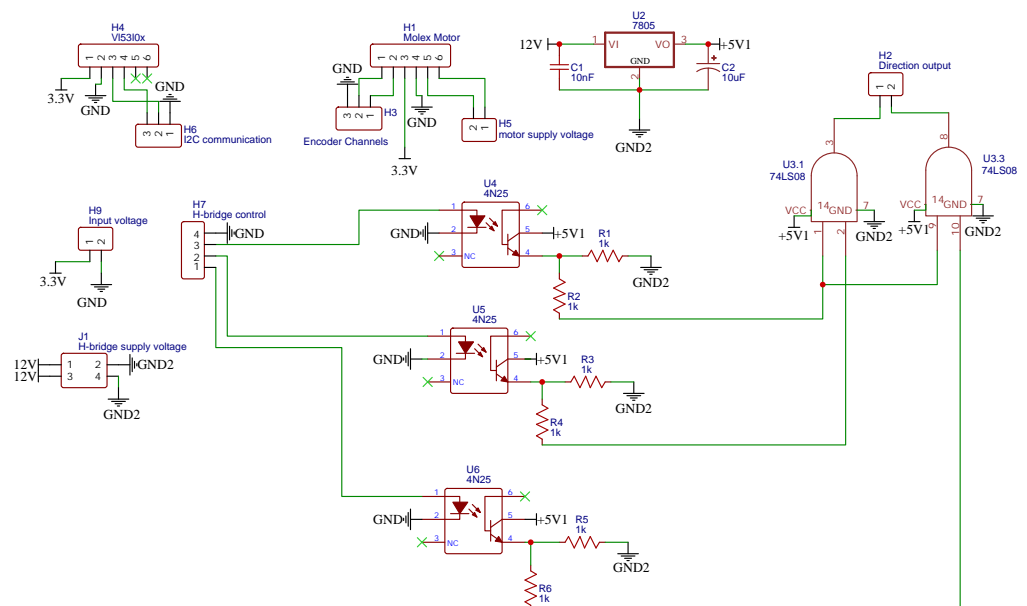 H4
Vl53l0x
1 2 3 4 5 6
3.3V
GND
GND
3 2 1
H6
I2C communication
H1
Molex Motor
1 2 3 4 5 6
GND
3 2 1
H3
Encoder Channels
GND
3.3V
2 1
H5
motor supply voltage
U2
7805
12V
1
VI
VO
3
GND
2
+5V1
C1
10nF
C2
10uF
GND2
H2
Direction output
1 2
3
8
U3.1
74LS08
U3.3
74LS08
VCC
14
GND
7
+5V1
1
2
GND2
VCC
14
GND
7
+5V1
9
10
GND2
H9
Input voltage
1 2
3.3V
GND
H7
H-bridge control
4
3
2
1
GND
U4
4N25
1
2
3
NC
6
5
4
GND
+5V1
R1
1k
GND2
R2
1k
J1
H-bridge supply voltage
12V
12V
1 2
3 4
GND2
GND2
U5
4N25
1
2
3
NC
6
5
4
GND
+5V1
R3
1k
GND2
R4
1k
U6
4N25
1
2
3
NC
6
5
4
GND
+5V1
R5
1k
GND2
R6
1k